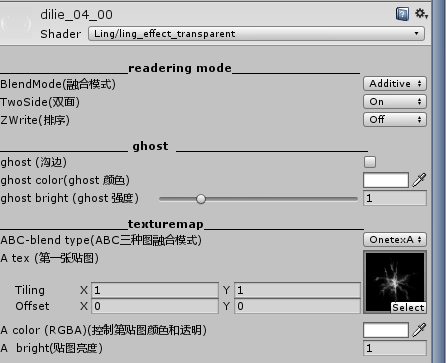 dilie_04_00
Shader Ling/ling_effect_transparent
readering mode
BlendMode(融合模式) Additive
TwoSide(双面) On
ZWrite(排序) Off
ghost
ghost (沟边)
ghost color(ghost 颜色)
ghost bright (ghost 强度) 1
texturemap
ABC-blend type(ABC三种图融合模式) OnetexA
A tex (第一张贴图)
Tiling X 1 Y 1
Offset X 0 Y 0
Select
A color (RGBA)(控制第贴图颜色和透明)
A bright(贴图亮度) 1